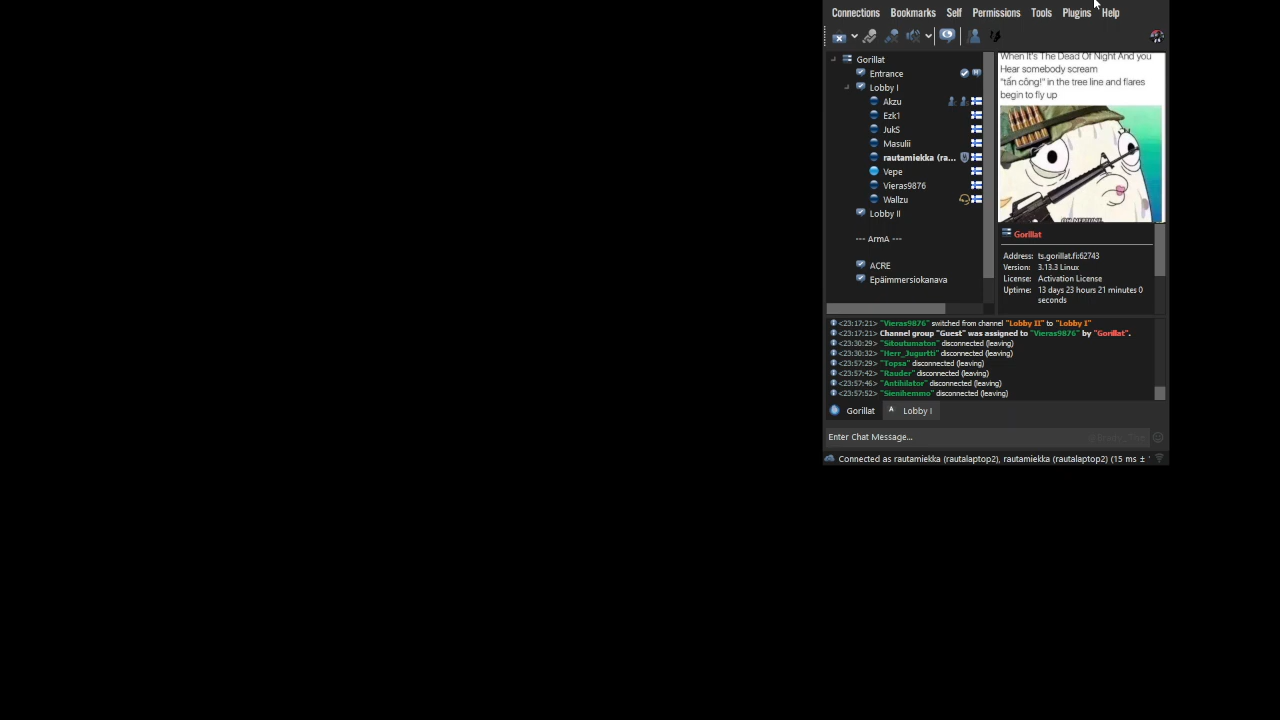 Connections Bookmarks Self Permissions Tools Plugins Help
Gorillat
Entrance
Lobby I
Akzu
Ezk1
JukS
Masulii
rautamiekka (ra...
Vepe
Vieras9876
Wallzu
Lobby II
--- ArmA ---
ACRE
Epäimmersiokanava
When It's The Dead Of Night And you
Hear somebody scream
"tấn công!" in the tree line and flares
begin to fly up
Gorillat
Address: ts.gorillat.fi:62743
Version: 3.13.3 Linux
License: Activation License
Uptime: 13 days 23 hours 21 minutes 0
seconds
<23:17:21> "Vieras9876" switched from channel "Lobby II" to "Lobby I"
<23:17:21> Channel group "Guest" was assigned to "Vieras9876" by "Gorillat".
<23:30:29> "Sitoutumaton" disconnected (leaving)
<23:30:32> "Herr_Jugurtti" disconnected (leaving)
<23:57:29> "Topsa" disconnected (leaving)
<23:57:42> "Rauder" disconnected (leaving)
<23:57:46> "Antihilator" disconnected (leaving)
<23:57:52> "Sienihemmo" disconnected (leaving)
Gorillat
Lobby I
Enter Chat Message...
Connected as rautamiekka (rautalaptop2), rautamiekka (rautalaptop2) (15 ms ±